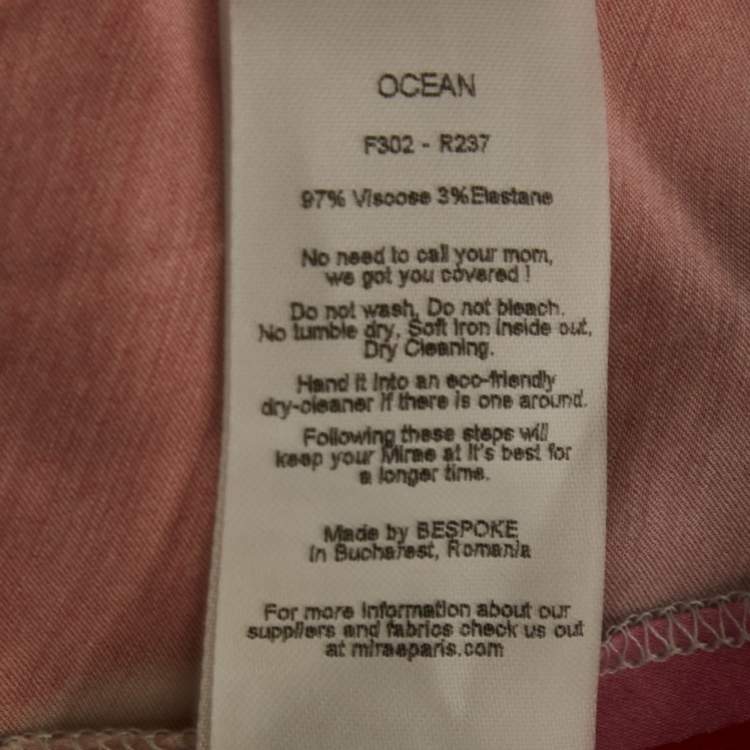 OCEAN
F302 - R237
97% Viscose 3%Elastane
No need to call your mom,
we got you covered !
Do not wash, Do not bleach.
No tumble dry, Soft Iron inside out,
Dry Cleaning.
Hand it into an eco-friendly
dry-cleaner if there is one around.
Following these steps will
keep your Mirae at it's best for
a longer time.
Made by BESPOKE
in Bucharest, Romania
For more information about our
suppliers and fabrics check us out
at miraeparis.com